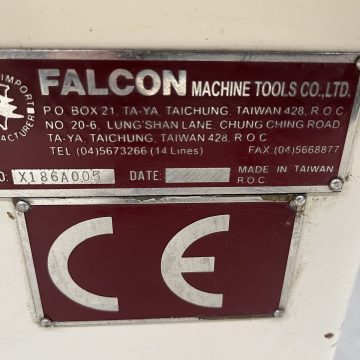 IMPORT
FALCON MACHINE TOOLS CO., LTD.
P.O. BOX 21, TA-YA, TAICHUNG, TAIWAN 428, R.O.C.
NO. 20-6, LUNG'SHAN LANE CHUNG CHING ROAD,
TA-YA, TAICHUNG, TAIWAN 428, R.O.C.
TEL (04)5673266 (14 Lines) FAX.(04)5668877
O: X186A005 DATE: MADE IN TAIWAN
R.O.C.
CE